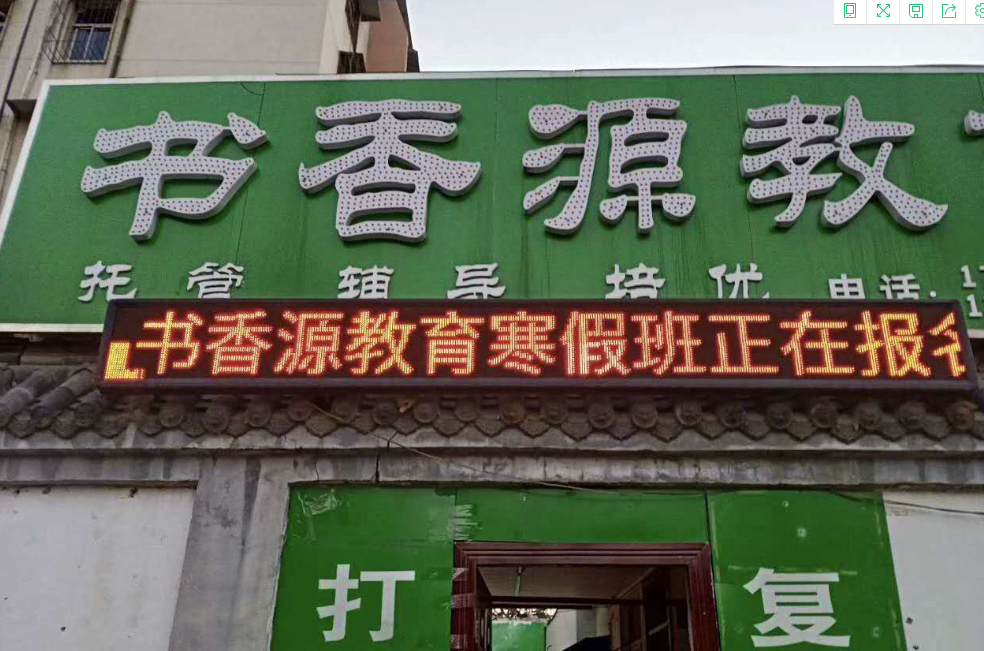 书香源教
托管 辅导 培优 电话:
书香源教育寒假班正在报
打 复